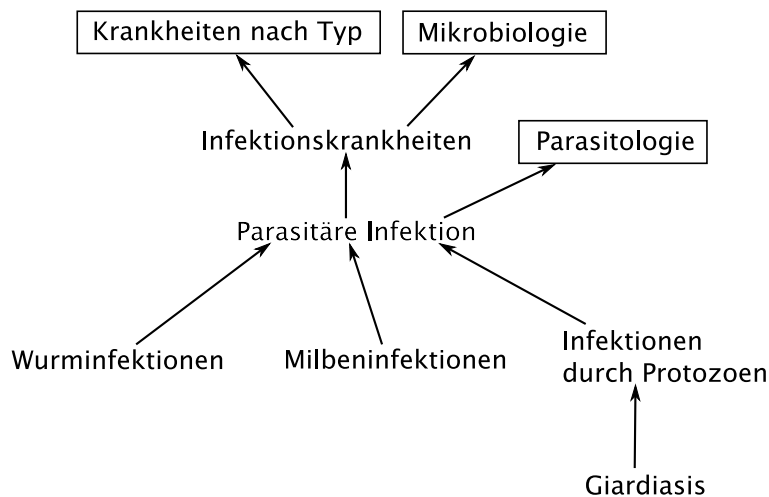 Krankheiten nach Typ
Mikrobiologie
Infektionskrankheiten
Parasitologie
Parasitäre Infektion
Wurminfektionen
Milbeninfektionen
Infektionen
durch Protozoen
Giardiasis